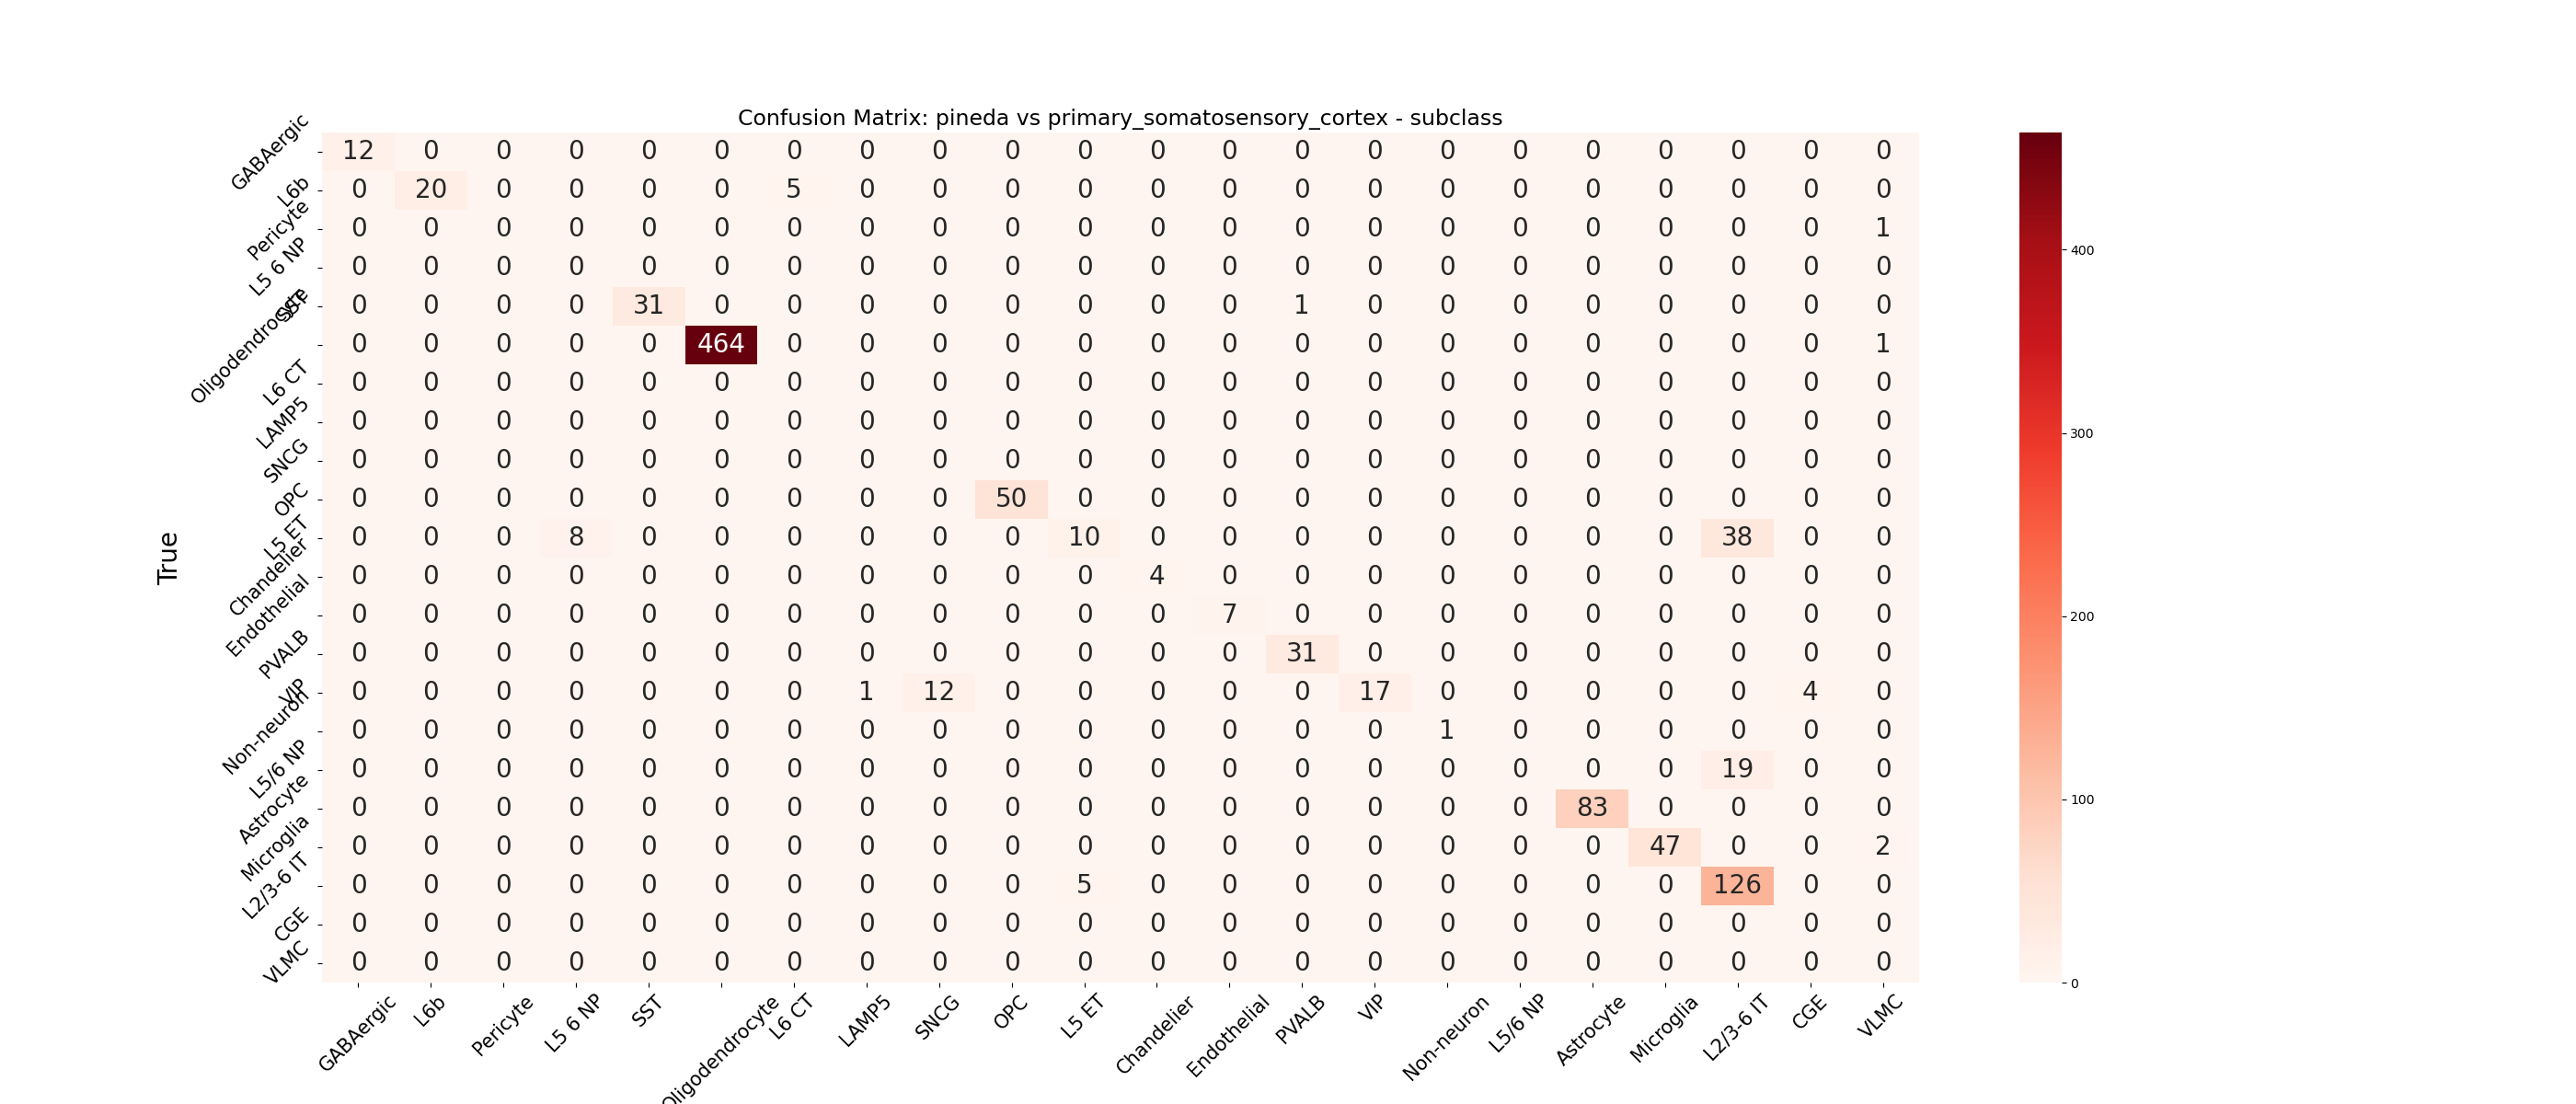 Confusion Matrix: pineda vs primary_somatosensory_cortex - subclass
GABAergic 12 0 0 0 0 0 0 0 0 0 0 0 0 0 0 0 0 0 0 0 0 0
L6b 0 20 0 0 0 0 5 0 0 0 0 0 0 0 0 0 0 0 0 0 0 0
Pericyte 0 0 0 0 0 0 0 0 0 0 0 0 0 0 0 0 0 0 0 0 0 1
L5 6 NP 0 0 0 0 0 0 0 0 0 0 0 0 0 0 0 0 0 0 0 0 0 0
SST 0 0 0 0 31 0 0 0 0 0 0 0 0 1 0 0 0 0 0 0 0 0
Oligodendrocyte 0 0 0 0 0 464 0 0 0 0 0 0 0 0 0 0 0 0 0 0 0 1
L6 CT 0 0 0 0 0 0 0 0 0 0 0 0 0 0 0 0 0 0 0 0 0 0
LAMP5 0 0 0 0 0 0 0 0 0 0 0 0 0 0 0 0 0 0 0 0 0 0
SNCG 0 0 0 0 0 0 0 0 0 0 0 0 0 0 0 0 0 0 0 0 0 0
OPC 0 0 0 0 0 0 0 0 0 50 0 0 0 0 0 0 0 0 0 0 0 0
L5 ET 0 0 0 8 0 0 0 0 0 0 10 0 0 0 0 0 0 0 0 38 0 0
Chandelier 0 0 0 0 0 0 0 0 0 0 0 4 0 0 0 0 0 0 0 0 0 0
Endothelial 0 0 0 0 0 0 0 0 0 0 0 0 7 0 0 0 0 0 0 0 0 0
PVALB 0 0 0 0 0 0 0 0 0 0 0 0 0 31 0 0 0 0 0 0 0 0
VIP 0 0 0 0 0 0 0 1 12 0 0 0 0 0 17 0 0 0 0 0 4 0
Non-neuron 0 0 0 0 0 0 0 0 0 0 0 0 0 0 0 1 0 0 0 0 0 0
L5/6 NP 0 0 0 0 0 0 0 0 0 0 0 0 0 0 0 0 0 0 0 19 0 0
Astrocyte 0 0 0 0 0 0 0 0 0 0 0 0 0 0 0 0 0 83 0 0 0 0
Microglia 0 0 0 0 0 0 0 0 0 0 0 0 0 0 0 0 0 0 47 0 0 2
L2/3-6 IT 0 0 0 0 0 0 0 0 0 0 5 0 0 0 0 0 0 0 0 126 0 0
CGE 0 0 0 0 0 0 0 0 0 0 0 0 0 0 0 0 0 0 0 0 0 0
VLMC 0 0 0 0 0 0 0 0 0 0 0 0 0 0 0 0 0 0 0 0 0 0
True
GABAergic L6b Pericyte L5 6 NP SST Oligodendrocyte L6 CT LAMP5 SNCG OPC L5 ET Chandelier Endothelial PVALB VIP Non-neuron L5/6 NP Astrocyte Microglia L2/3-6 IT CGE VLMC
400
300
200
100
0